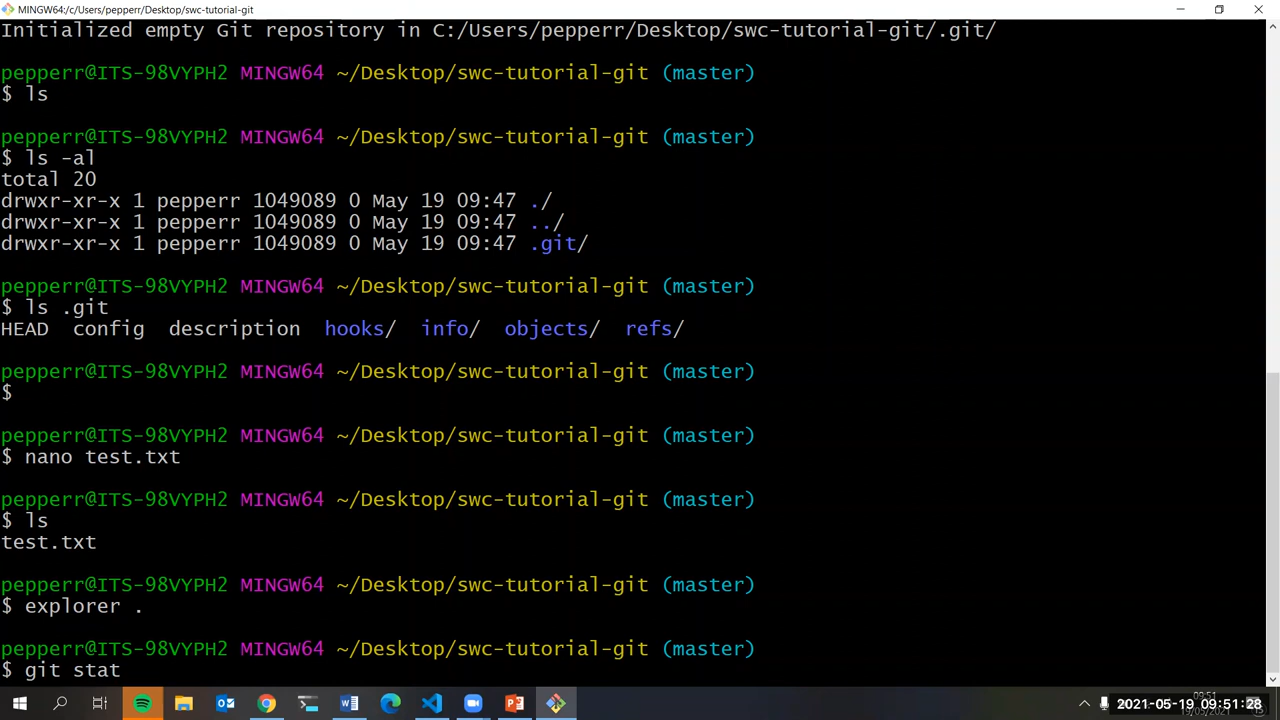 MINGW64:/c/Users/pepperr/Desktop/swc-tutorial-git
Initialized empty Git repository in C:/Users/pepperr/Desktop/swc-tutorial-git/.git/
pepperr@ITS-98VYPH2 MINGW64 ~/Desktop/swc-tutorial-git (master)
$ ls
pepperr@ITS-98VYPH2 MINGW64 ~/Desktop/swc-tutorial-git (master)
$ ls -al
total 20
drwxr-xr-x 1 pepperr 1049089 0 May 19 09:47 ./
drwxr-xr-x 1 pepperr 1049089 0 May 19 09:47 ../
drwxr-xr-x 1 pepperr 1049089 0 May 19 09:47 .git/
pepperr@ITS-98VYPH2 MINGW64 ~/Desktop/swc-tutorial-git (master)
$ ls .git
HEAD config description hooks/ info/ objects/ refs/
pepperr@ITS-98VYPH2 MINGW64 ~/Desktop/swc-tutorial-git (master)
$
pepperr@ITS-98VYPH2 MINGW64 ~/Desktop/swc-tutorial-git (master)
$ nano test.txt
pepperr@ITS-98VYPH2 MINGW64 ~/Desktop/swc-tutorial-git (master)
$ ls
test.txt
pepperr@ITS-98VYPH2 MINGW64 ~/Desktop/swc-tutorial-git (master)
$ explorer .
pepperr@ITS-98VYPH2 MINGW64 ~/Desktop/swc-tutorial-git (master)
$ git stat
09:51
2021-05-19 09:51:28
19/05/2021